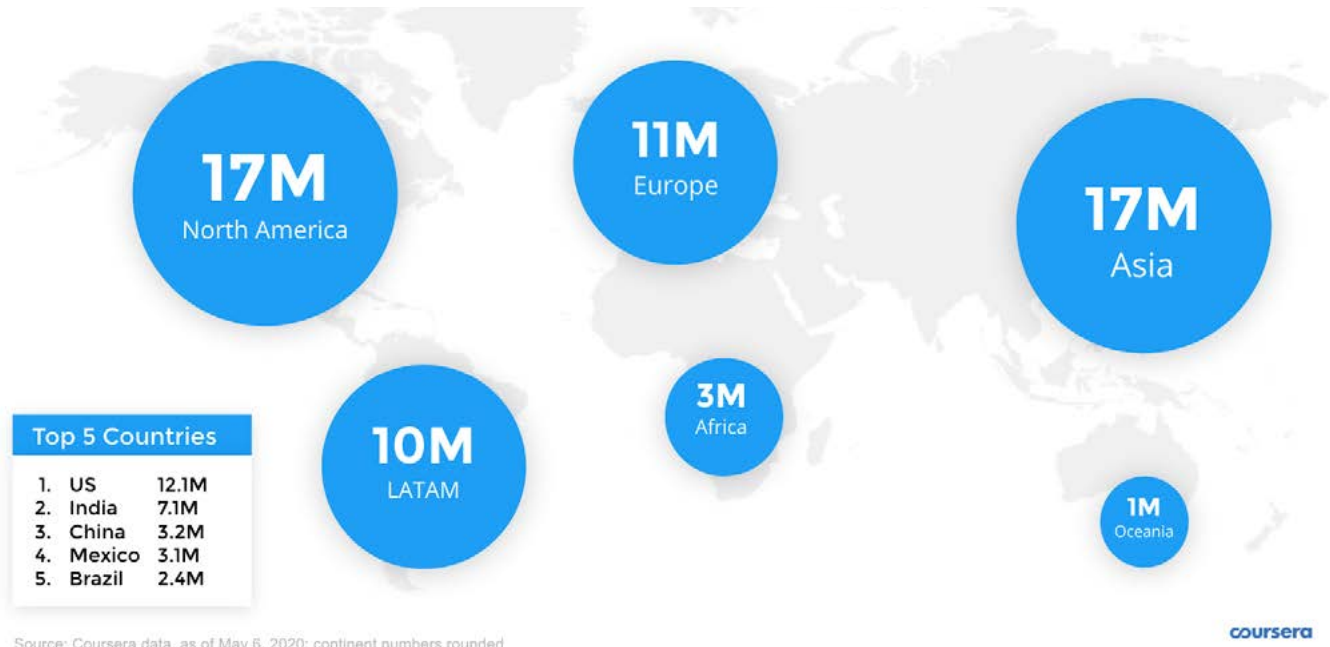 17M
North America
11M
Europe
17M
Asia
10M
LATAM
3M
Africa
1M
Oceania
Top 5 Countries
1. US 12.1M
2. India 7.1M
3. China 3.2M
4. Mexico 3.1M
5. Brazil 2.4M
Source: Coursera data, as of May 6, 2020; continent numbers rounded
coursera